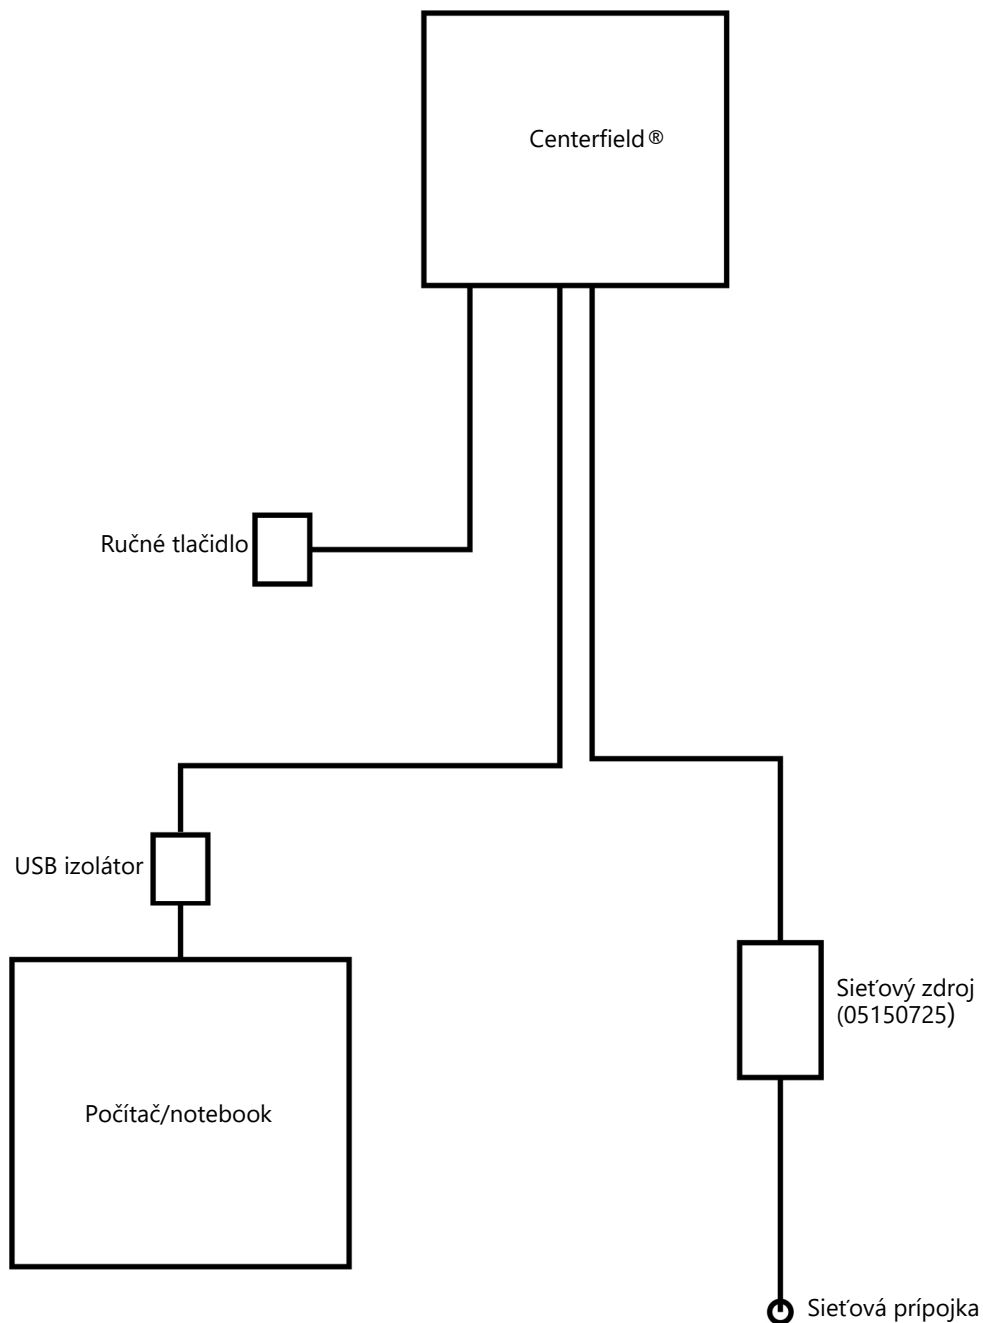 Centerfield®
Ručné tlačidlo
USB izolátor
Sieťový zdroj
(05150725)
Počítač/notebook
Sieťová prípojka